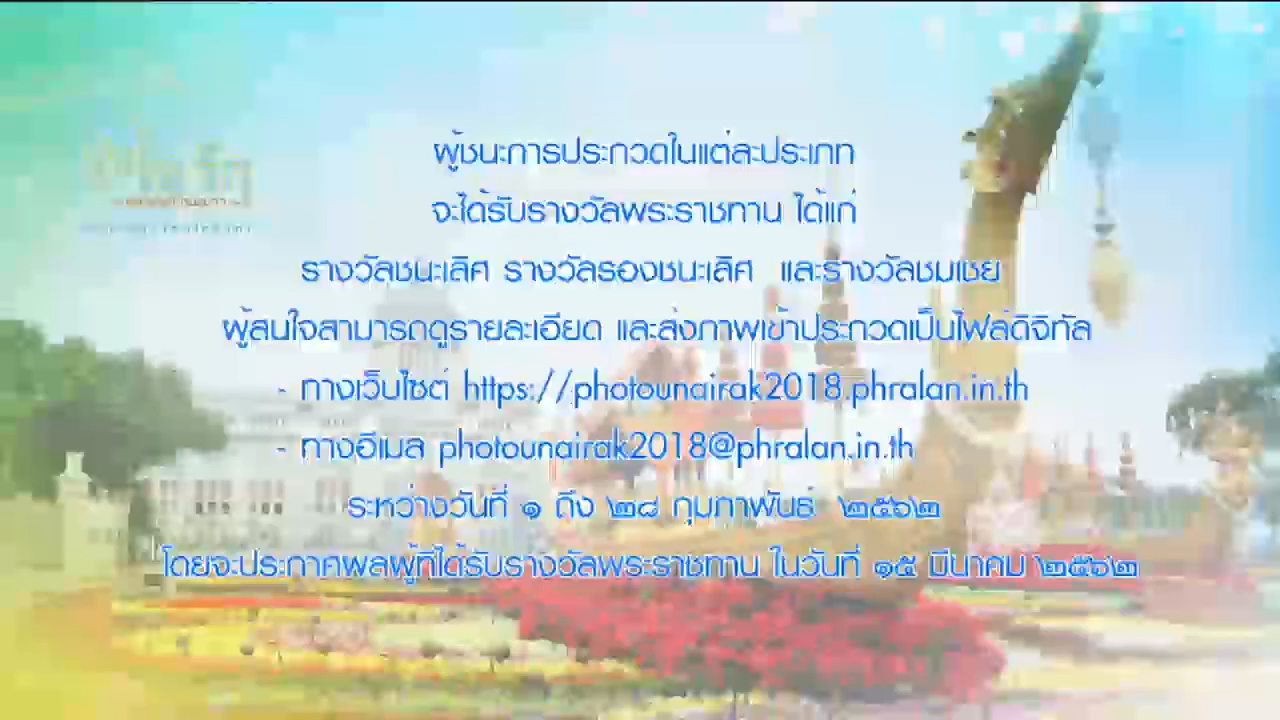 ผู้ชนะการประกวดในแต่ละประเภท
จะได้รับรางวัลพระราชทาน ได้แก่
รางวัลชนะเลิศ รางวัลรองชนะเลิศ และรางวัลชมเชย
ผู้สนใจสามารถดูรายละเอียด และส่งภาพเข้าประกวดเป็นไฟล์ดิจิทัล
- ทางเว็บไซต์ https://photounairak2018.phralan.in.th
- ทางอีเมล photounairak2018@phralan.in.th
ระหว่างวันที่ ๑ ถึง ๒๘ กุมภาพันธ์ ๒๕๖๒
โดยจะประกาศผลผู้ที่ได้รับรางวัลพระราชทาน ในวันที่ ๑๕ มีนาคม ๒๕๖๒